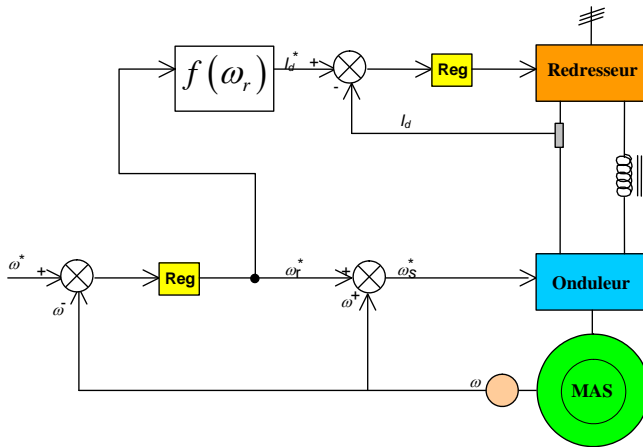 f(ω_r)
I_d^*
+
-
Reg
Redresseur
I_d
ω^*
+
ω^-
Reg
ω_r^*
+
ω^+
ω_s^*
Onduleur
ω
MAS